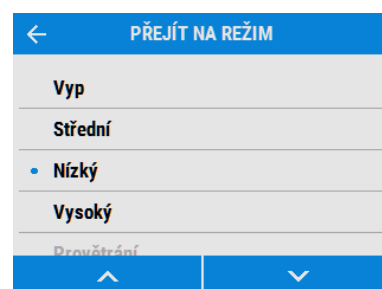 PŘEJÍT NA REŽIM
Vyp
Střední
Nízký
Vysoký
Provětrání